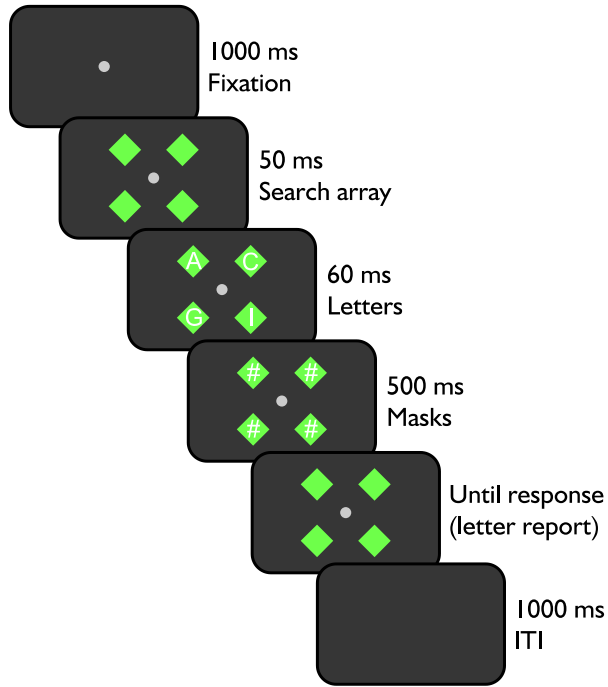 1000 ms
Fixation
50 ms
Search array
A C
G I
60 ms
Letters
# #
# #
500 ms
Masks
Until response
(letter report)
1000 ms
ITI